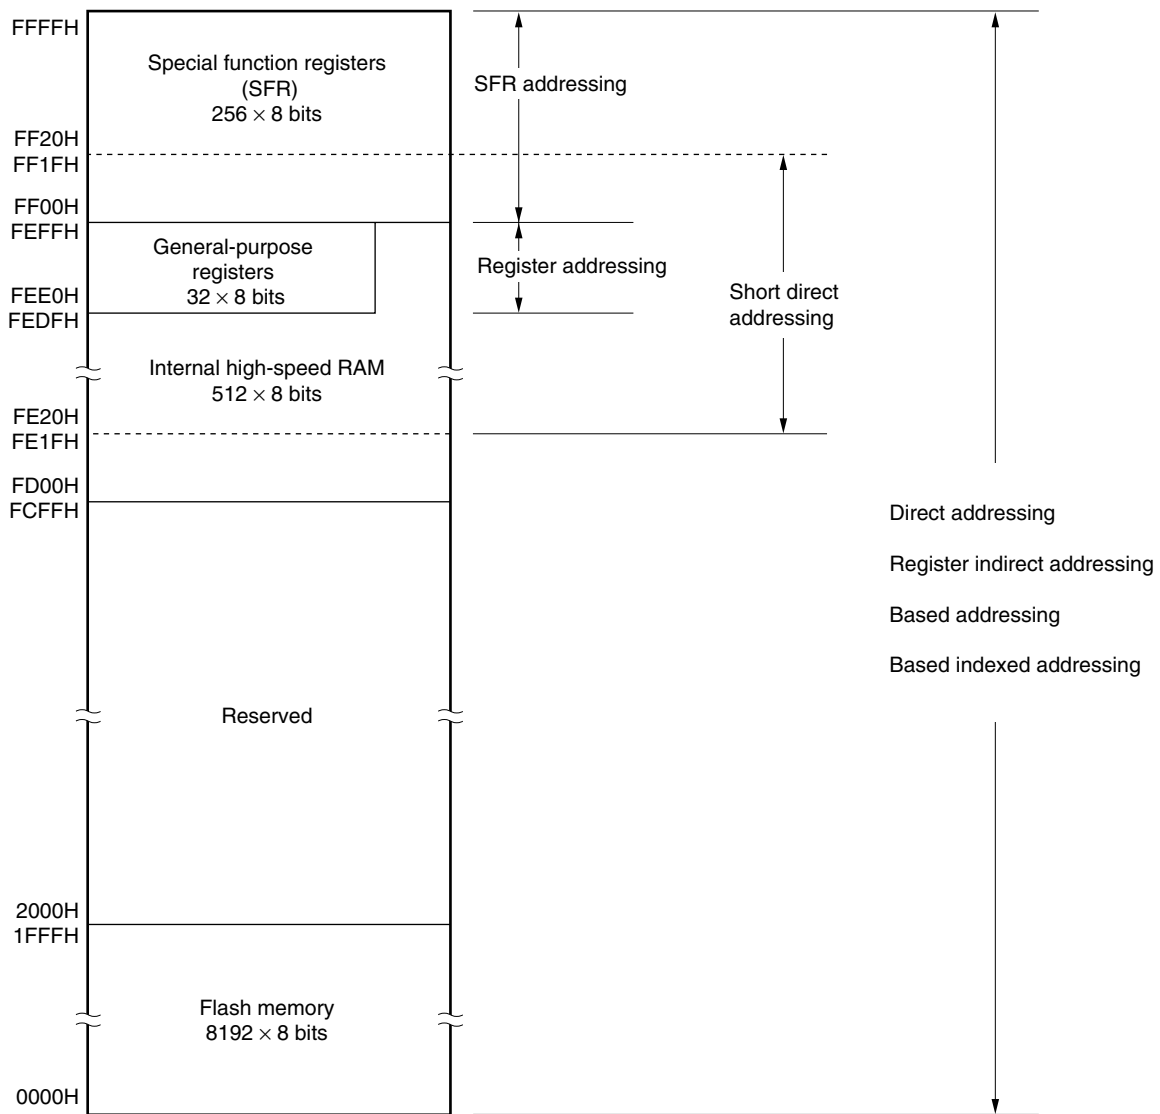 FFFFH
Special function registers
(SFR)
256 × 8 bits
SFR addressing
FF20H
FF1FH
FF00H
FEFFH
General-purpose
registers
32 × 8 bits
Register addressing
FEE0H
FEDFH
Short direct
addressing
Internal high-speed RAM
512 × 8 bits
FE20H
FE1FH
FD00H
FCFFH
Direct addressing
Register indirect addressing
Based addressing
Based indexed addressing
Reserved
2000H
1FFFH
Flash memory
8192 × 8 bits
0000H